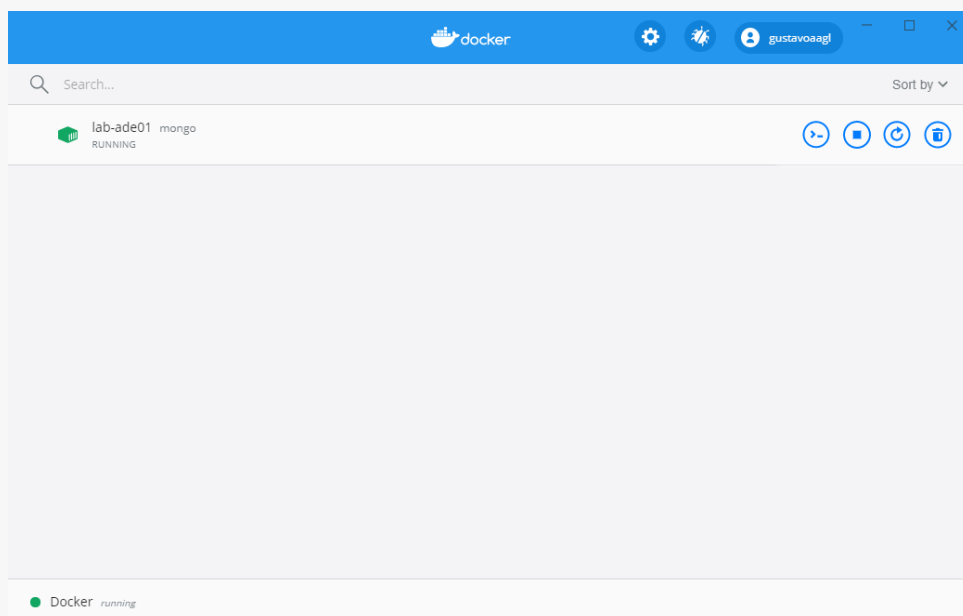 docker
gustavoaagl
Search...
Sort by
lab-ade01 mongo
RUNNING
Docker running